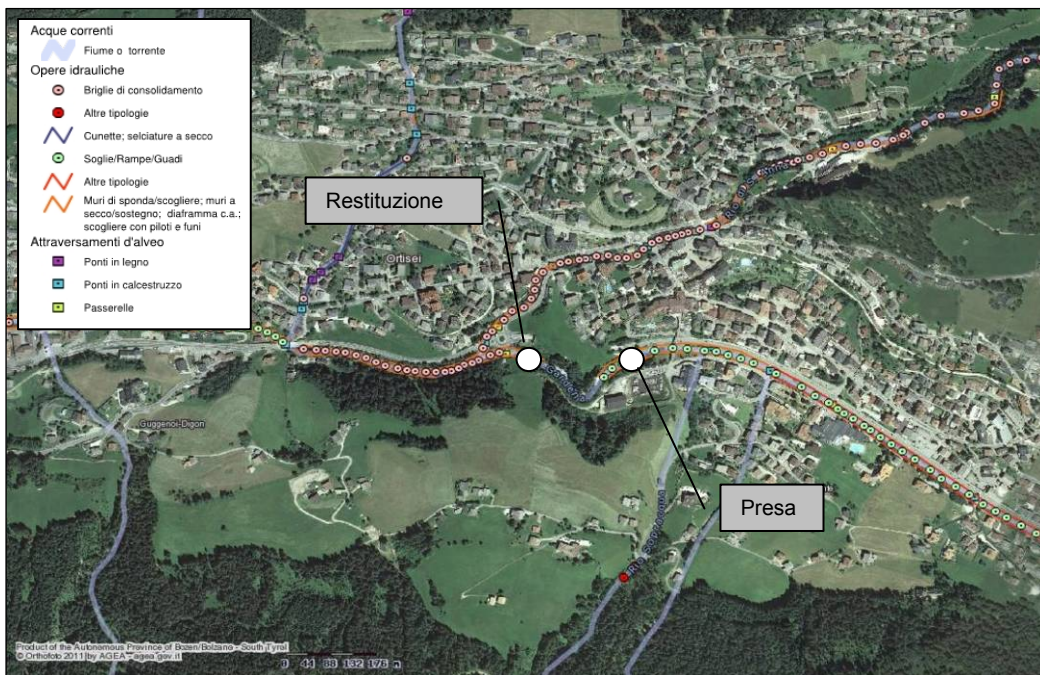 Acque correnti
Fiume o torrente
Opere idrauliche
Briglie di consolidamento
Altre tipologie
Cunette; selciature a secco
Soglie/Rampe/Guadi
Altre tipologie
Muri di sponda/scogliere; muri a
secco/sostegno; diaframma c.a.;
scogliere con piloti e funi
Attraversamenti d'alveo
Ponti in legno
Ponti in calcestruzzo
Passerelle
Restituzione
Ortisei
Presa
Product of the Autonomous Province of Bozen/Bolzano - South Tyrol
© Orthofoto 2011 by AGEA - agea.gov.it
0 44 88 132 176 m